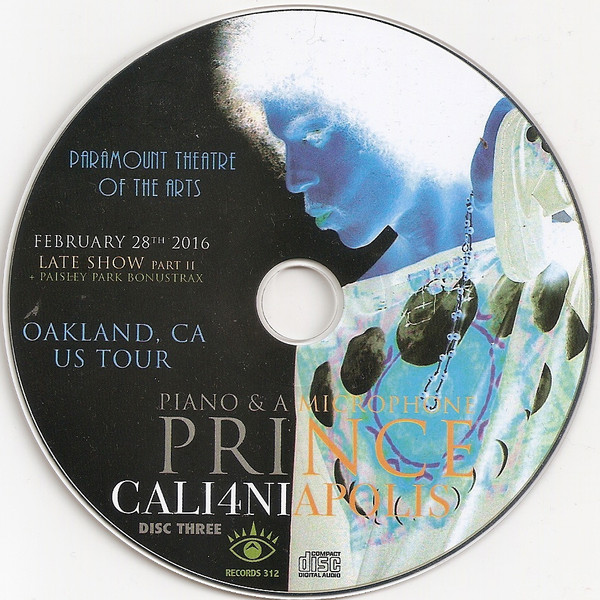 PARAMOUNT THEATRE
OF THE ARTS
FEBRUARY 28TH 2016
LATE SHOW PART II
+ PAISLEY PARK BONUSTRAX
OAKLAND, CA
US TOUR
PIANO & A MICROPHONE
PRINCE
CALI4NIAPOLIS
DISC THREE
RECORDS 312
COMPACT
disc
DIGITAL AUDIO